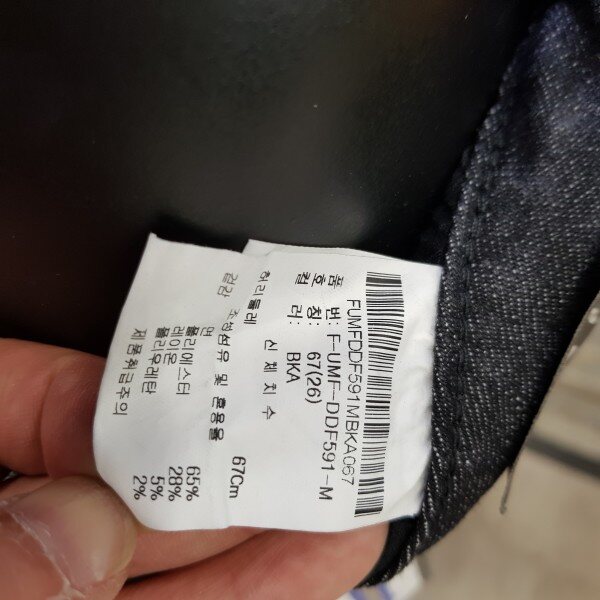 FUMFDDF591MBKA067
품 번: F-UMF-DDF591-M
호 칭: 67(26)
컬 러: BKA
신 체 치 수
허리둘레 67Cm
조성섬유 및 혼용율
겉감 면 65%
폴리에스터 28%
레이온 5%
폴리우레탄 2%
제품취급주의